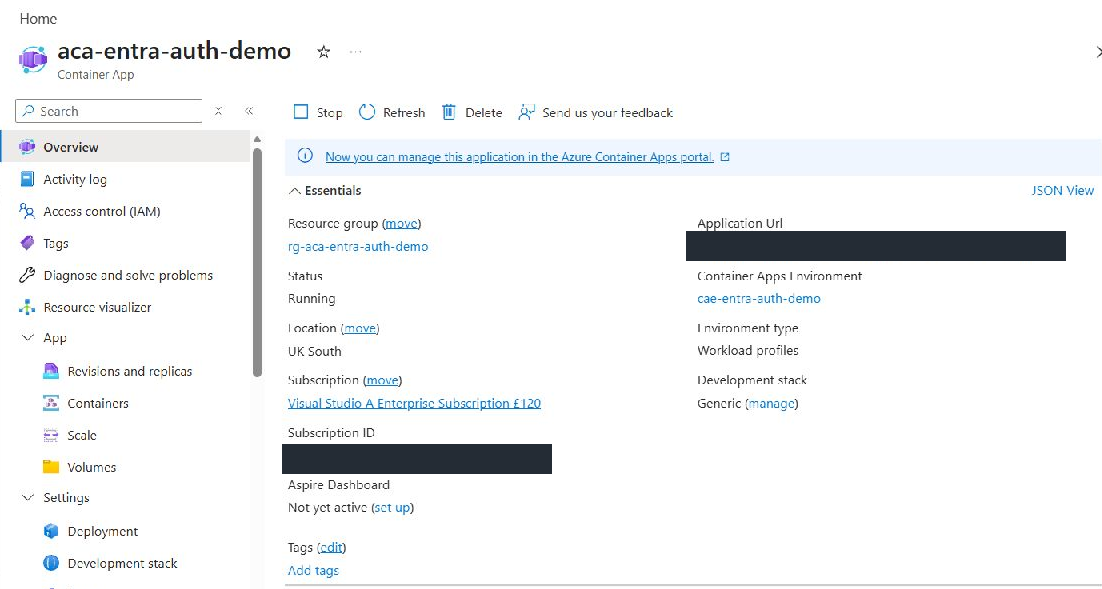 Home
aca-entra-auth-demo
Container App
Search
Stop
Refresh
Delete
Send us your feedback
Overview
Activity log
Access control (IAM)
Tags
Diagnose and solve problems
Resource visualizer
App
Revisions and replicas
Containers
Scale
Volumes
Settings
Deployment
Development stack
Now you can manage this application in the Azure Container Apps portal.
Essentials
JSON View
Resource group (move)
rg-aca-entra-auth-demo
Status
Running
Location (move)
UK South
Subscription (move)
Visual Studio A Enterprise Subscription £120
Subscription ID
Aspire Dashboard
Not yet active (set up)
Tags (edit)
Add tags
Application Url
Container Apps Environment
cae-entra-auth-demo
Environment type
Workload profiles
Development stack
Generic (manage)